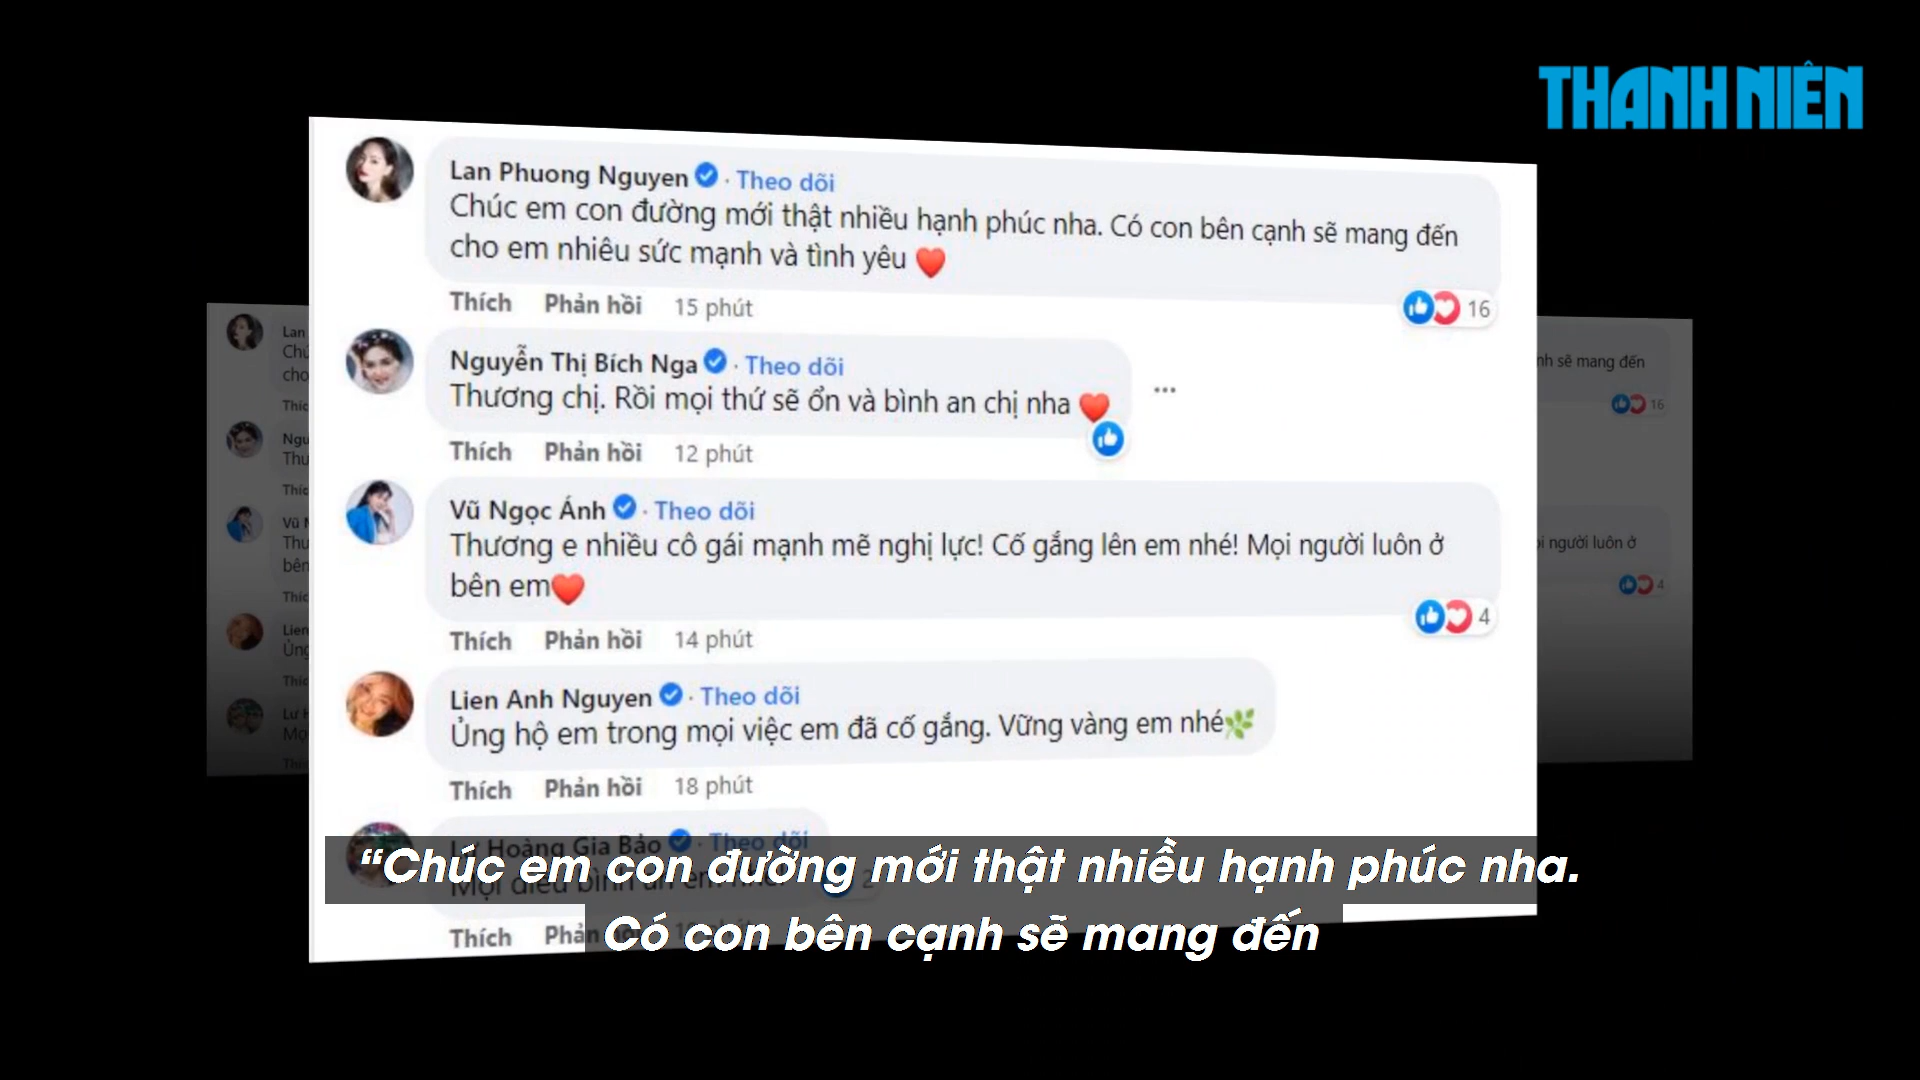 THANH NIÊN
Lan Phuong Nguyen · Theo dõi
Chúc em con đường mới thật nhiều hạnh phúc nha. Có con bên cạnh sẽ mang đến
cho em nhiêu sức mạnh và tình yêu ❤️
Thích Phản hồi 15 phút
16
Nguyễn Thị Bích Nga · Theo dõi
Thương chị. Rồi mọi thứ sẽ ổn và bình an chị nha ❤️
Thích Phản hồi 12 phút
Vũ Ngọc Ánh · Theo dõi
Thương e nhiều cô gái mạnh mẽ nghị lực! Cố gắng lên em nhé! Mọi người luôn ở
bên em❤️
4
Thích Phản hồi 14 phút
Lien Anh Nguyen · Theo dõi
Ủng hộ em trong mọi việc em đã cố gắng. Vững vàng em nhé🌿
Thích Phản hồi 18 phút
Lư Hoàng Gia Bảo · Theo dõi
“Chúc em con đường mới thật nhiều hạnh phúc nha.
Có con bên cạnh sẽ mang đến
Thích